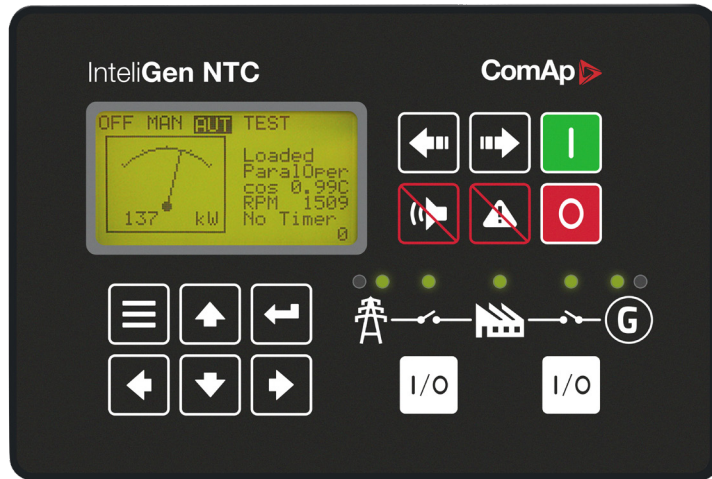 InteliGen NTC
ComAp
OFF MAN AUT TEST
Loaded
ParalOper
cos 0.99C
RPM 1509
No Timer
0
137 kW
I
O
G
I/O
I/O